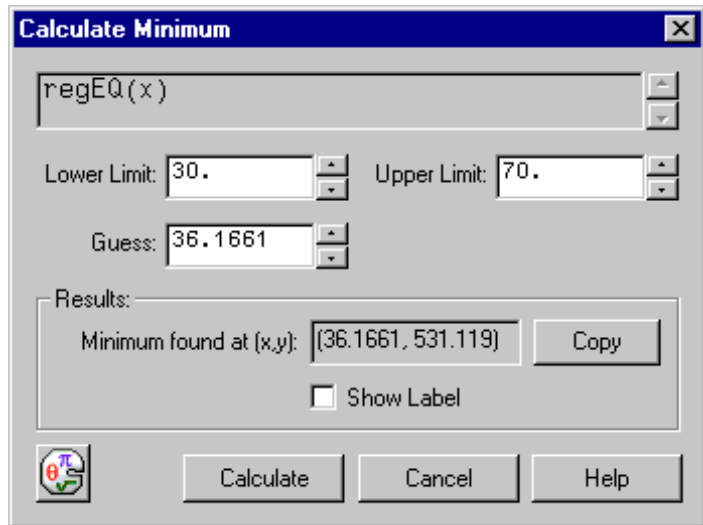 Calculate Minimum
regEQ(x)
Lower Limit: 30. Upper Limit: 70.
Guess: 36.1661
Results:
Minimum found at (x,y): (36.1661, 531.119) Copy
Show Label
θ π Calculate Cancel Help